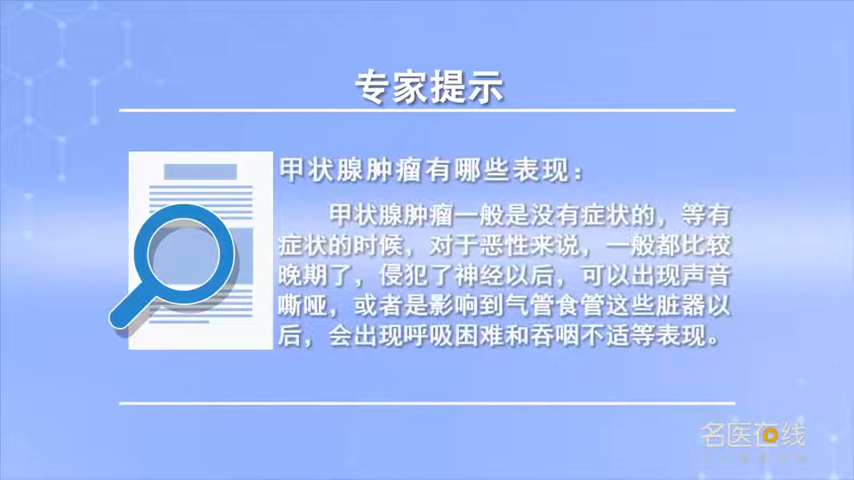 专家提示
甲状腺肿瘤有哪些表现：
甲状腺肿瘤一般是没有症状的，等有
症状的时候，对于恶性来说，一般都比较
晚期了，侵犯了神经以后，可以出现声音
嘶哑，或者是影响到气管食管这些脏器以
后，会出现呼吸困难和吞咽不适等表现。
名医在线